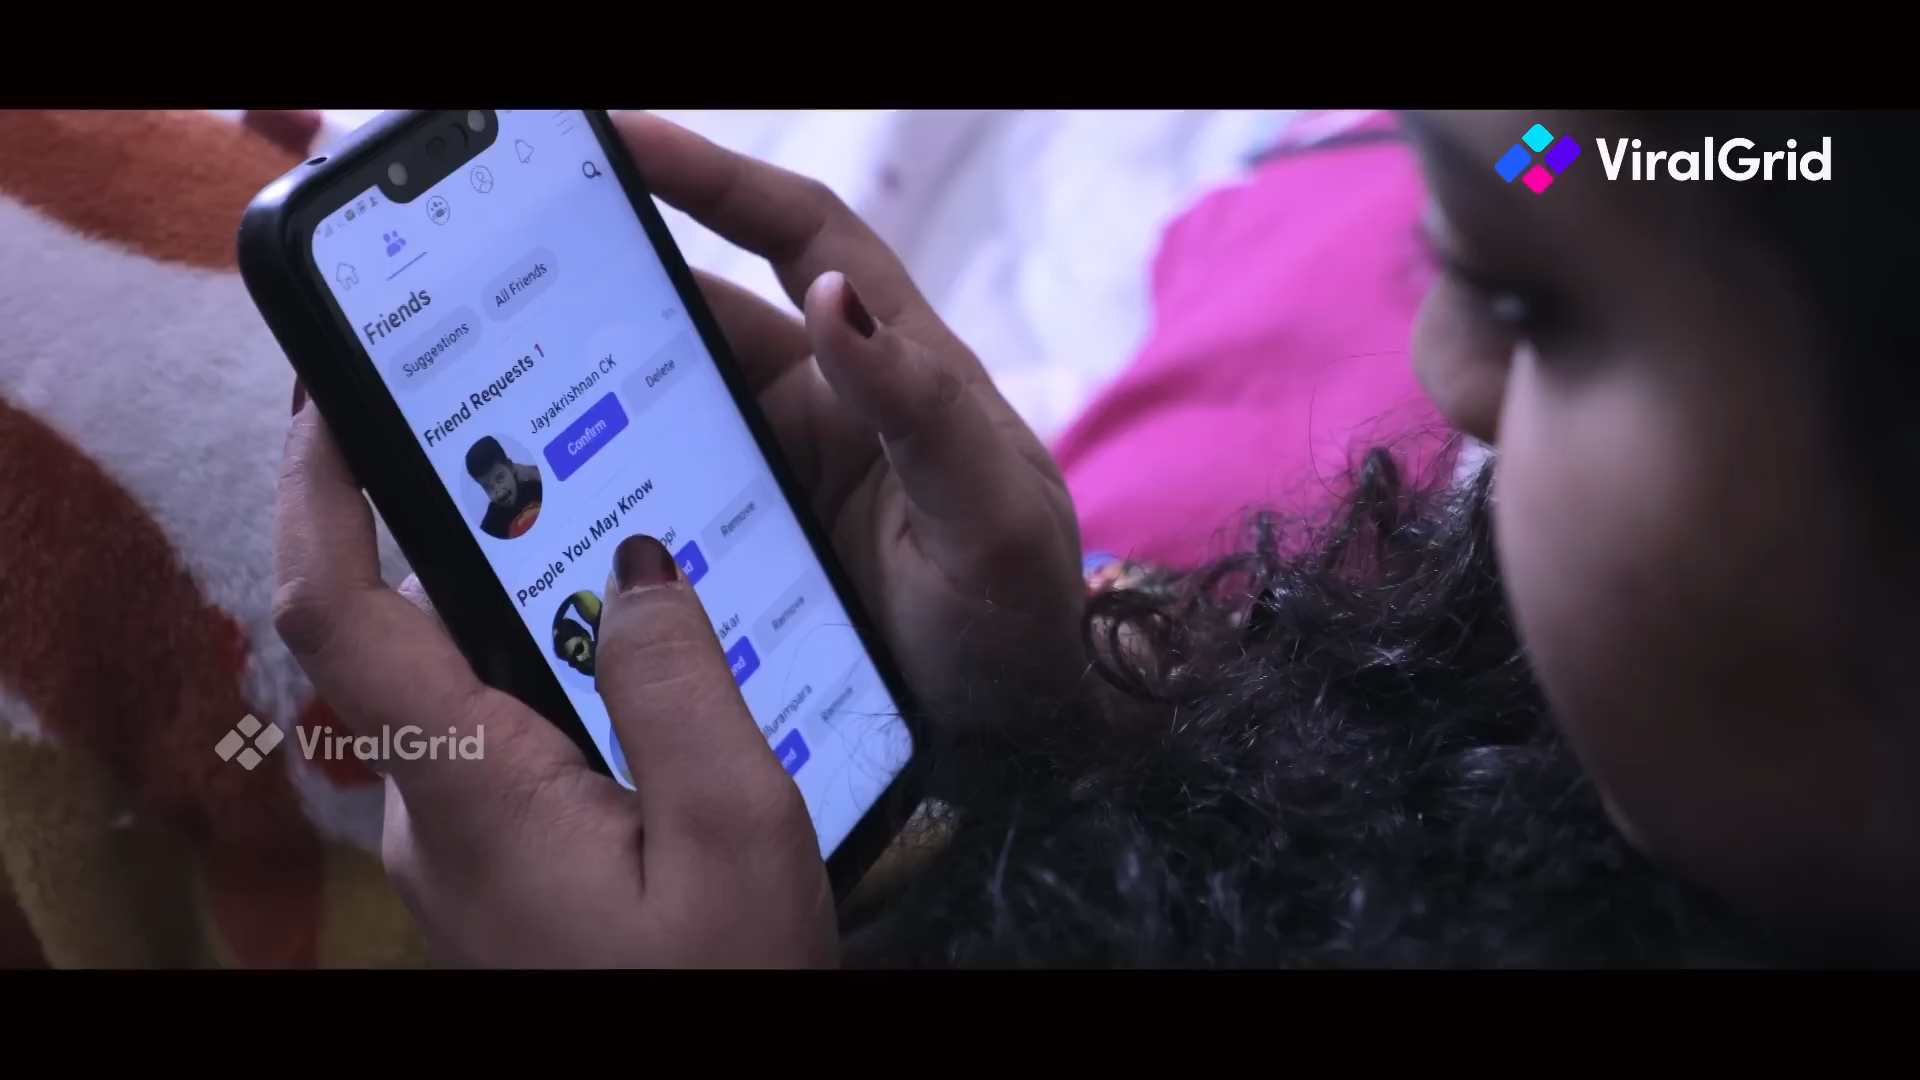 ViralGrid
Friends
Suggestions
All Friends
Friend Requests 1
Jayakrishnan CK
Confirm
Delete
People You May Know
Remove
Remove
Remove
ViralGrid